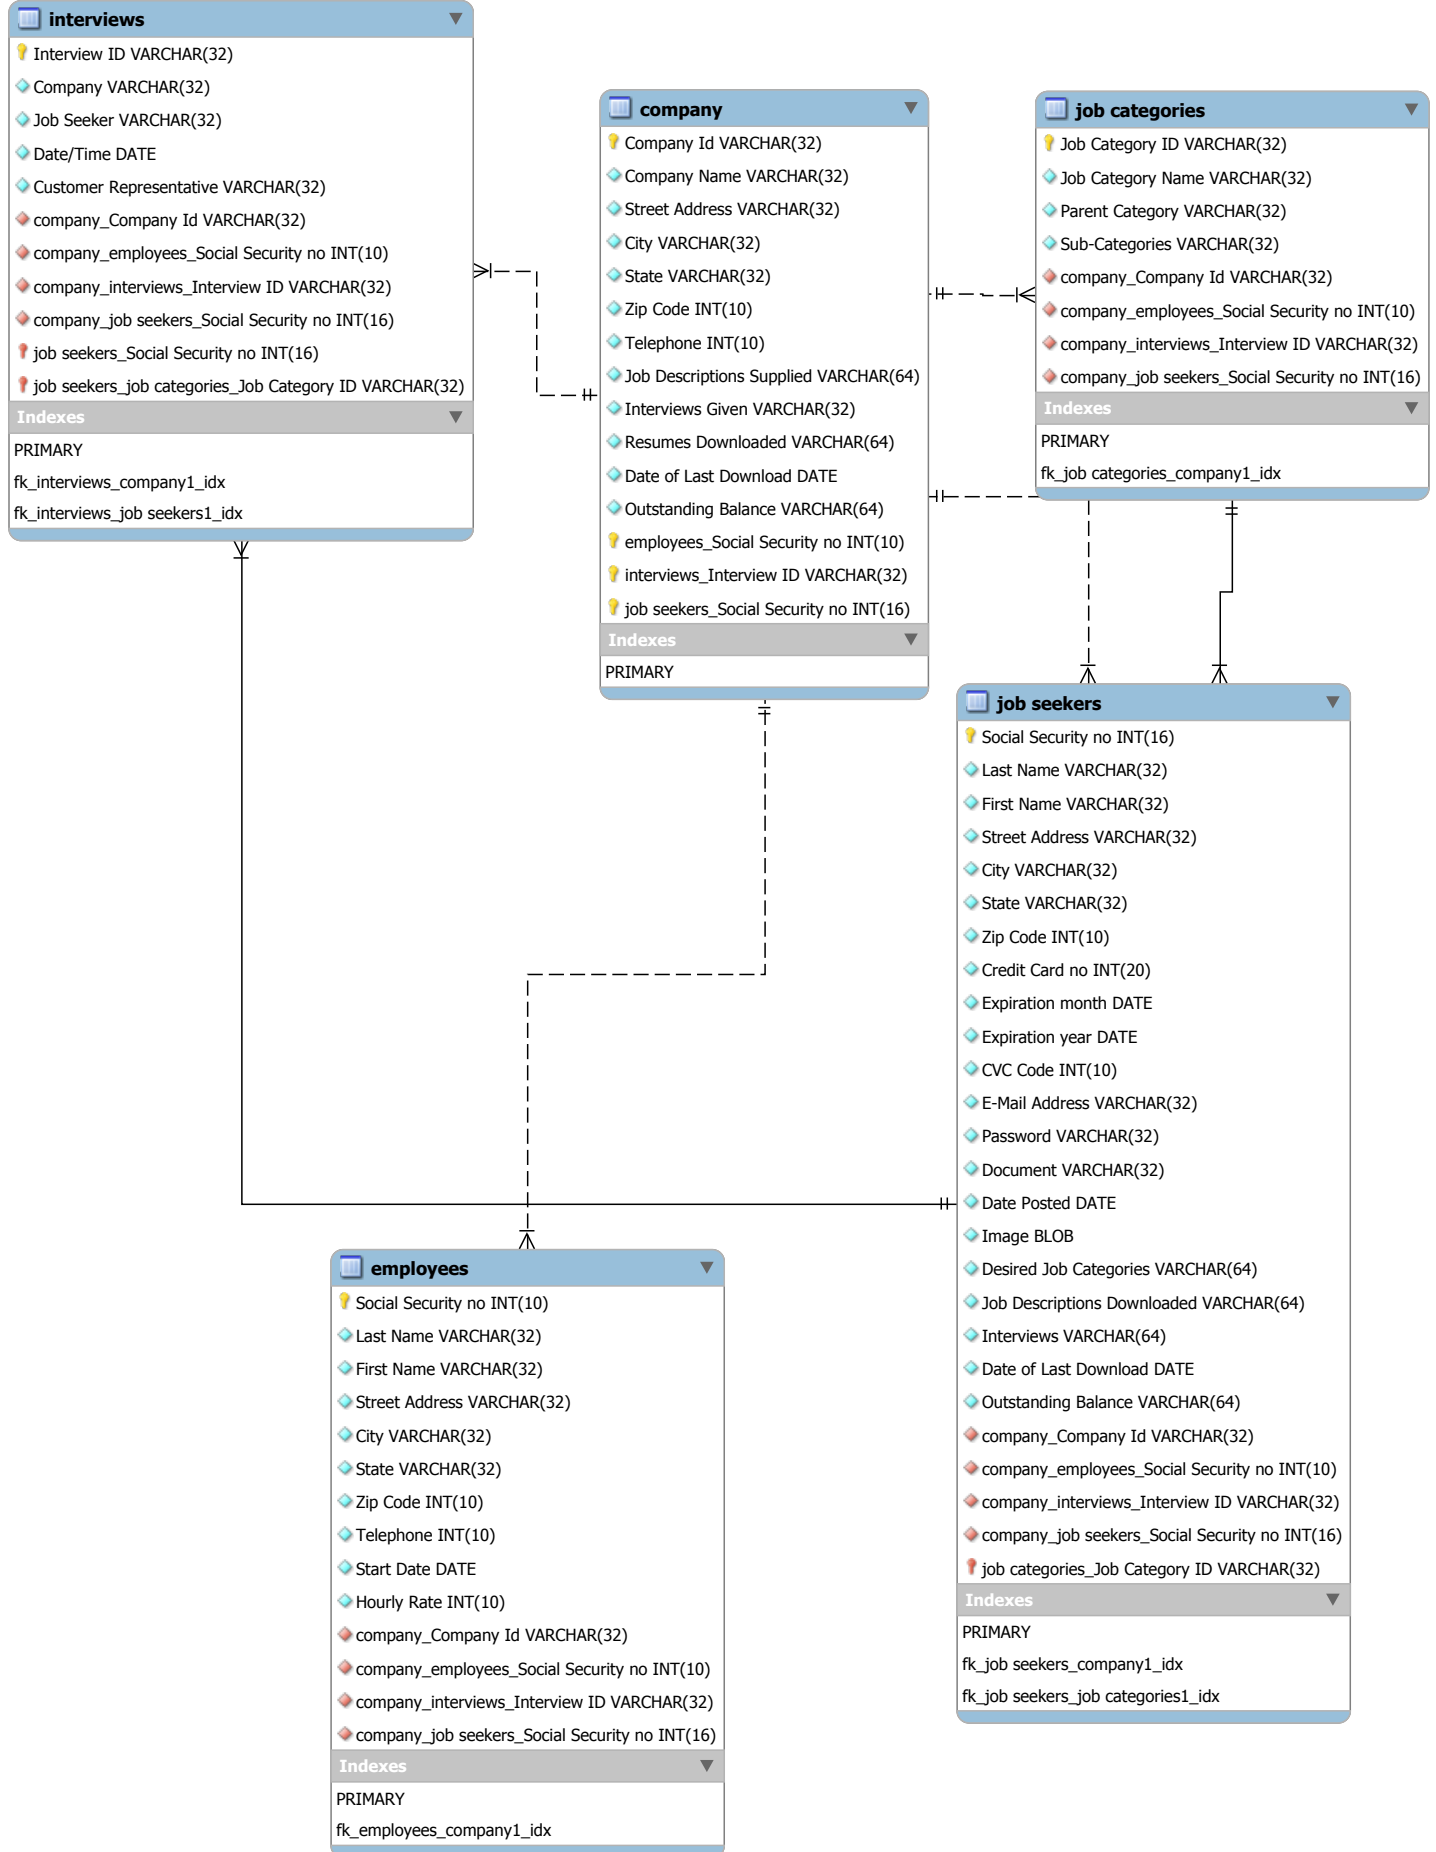 interviews
Interview ID VARCHAR(32)
Company VARCHAR(32)
Job Seeker VARCHAR(32)
Date/Time DATE
Customer Representative VARCHAR(32)
company_Company Id VARCHAR(32)
company_employees_Social Security no INT(10)
company_interviews_Interview ID VARCHAR(32)
company_job seekers_Social Security no INT(16)
job seekers_Social Security no INT(16)
job seekers_job categories_Job Category ID VARCHAR(32)
Indexes
PRIMARY
fk_interviews_company1_idx
fk_interviews_job seekers1_idx
company
Company Id VARCHAR(32)
Company Name VARCHAR(32)
Street Address VARCHAR(32)
City VARCHAR(32)
State VARCHAR(32)
Zip Code INT(10)
Telephone INT(10)
Job Descriptions Supplied VARCHAR(64)
Interviews Given VARCHAR(32)
Resumes Downloaded VARCHAR(64)
Date of Last Download DATE
Outstanding Balance VARCHAR(64)
employees_Social Security no INT(10)
interviews_Interview ID VARCHAR(32)
job seekers_Social Security no INT(16)
Indexes
PRIMARY
job categories
Job Category ID VARCHAR(32)
Job Category Name VARCHAR(32)
Parent Category VARCHAR(32)
Sub-Categories VARCHAR(32)
company_Company Id VARCHAR(32)
company_employees_Social Security no INT(10)
company_interviews_Interview ID VARCHAR(32)
company_job seekers_Social Security no INT(16)
Indexes
PRIMARY
fk_job categories_company1_idx
job seekers
Social Security no INT(16)
Last Name VARCHAR(32)
First Name VARCHAR(32)
Street Address VARCHAR(32)
City VARCHAR(32)
State VARCHAR(32)
Zip Code INT(10)
Credit Card no INT(20)
Expiration month DATE
Expiration year DATE
CVC Code INT(10)
E-Mail Address VARCHAR(32)
Password VARCHAR(32)
Document VARCHAR(32)
Date Posted DATE
Image BLOB
Desired Job Categories VARCHAR(64)
Job Descriptions Downloaded VARCHAR(64)
Interviews VARCHAR(64)
Date of Last Download DATE
Outstanding Balance VARCHAR(64)
company_Company Id VARCHAR(32)
company_employees_Social Security no INT(10)
company_interviews_Interview ID VARCHAR(32)
company_job seekers_Social Security no INT(16)
job categories_Job Category ID VARCHAR(32)
Indexes
PRIMARY
fk_job seekers_company1_idx
fk_job seekers_job categories1_idx
employees
Social Security no INT(10)
Last Name VARCHAR(32)
First Name VARCHAR(32)
Street Address VARCHAR(32)
City VARCHAR(32)
State VARCHAR(32)
Zip Code INT(10)
Telephone INT(10)
Start Date DATE
Hourly Rate INT(10)
company_Company Id VARCHAR(32)
company_employees_Social Security no INT(10)
company_interviews_Interview ID VARCHAR(32)
company_job seekers_Social Security no INT(16)
Indexes
PRIMARY
fk_employees_company1_idx